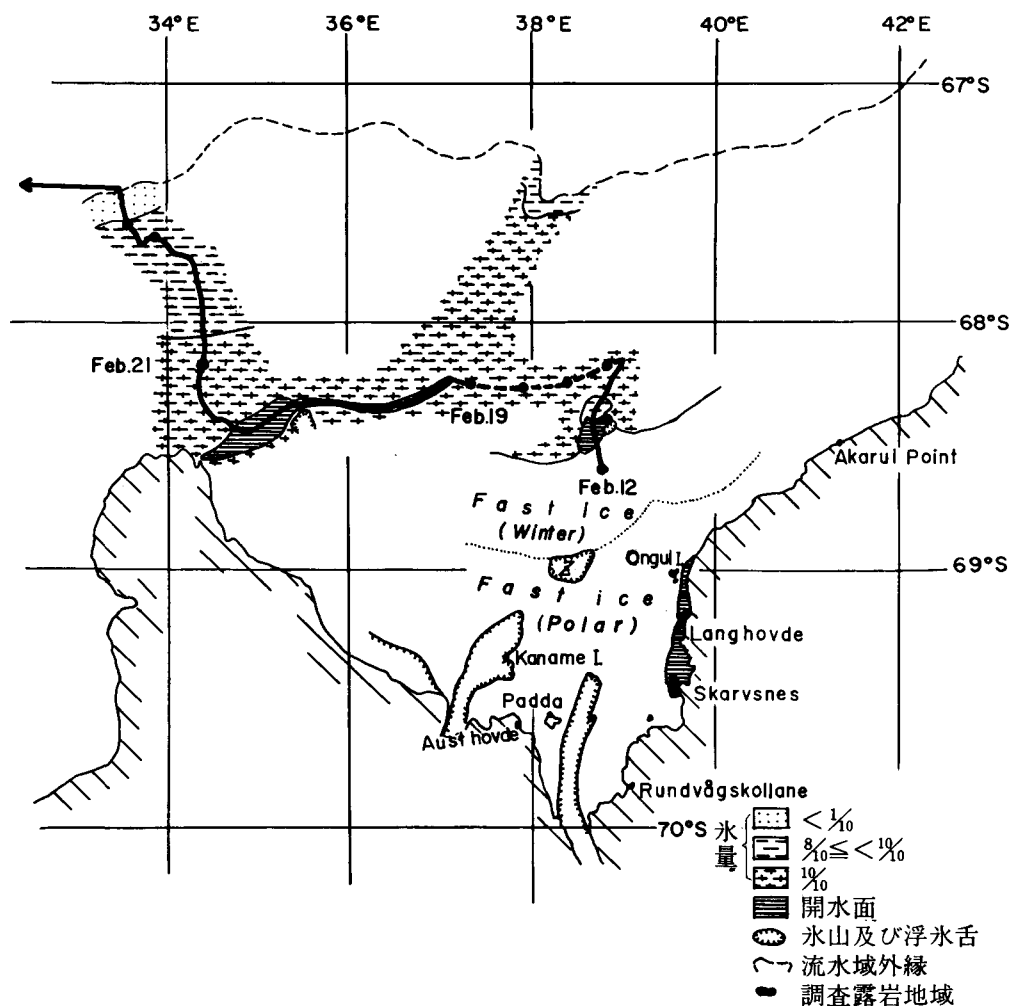 34°E 36°E 38°E 40°E 42°E
67°S
68°S
Feb.21
Feb.19
Akarui Point
Feb.12
Fast Ice
(Winter)
Ongul I.
69°S
Fast ice
(Polar)
Langhovde
Kaname I.
Skarvsnes
Padda
Austhovde
Rundvågskollane
70°S
氷量
<1/10
8/10≦<10/10
10/10
開水面
氷山及び浮氷舌
流氷域外縁
調査露岩地域